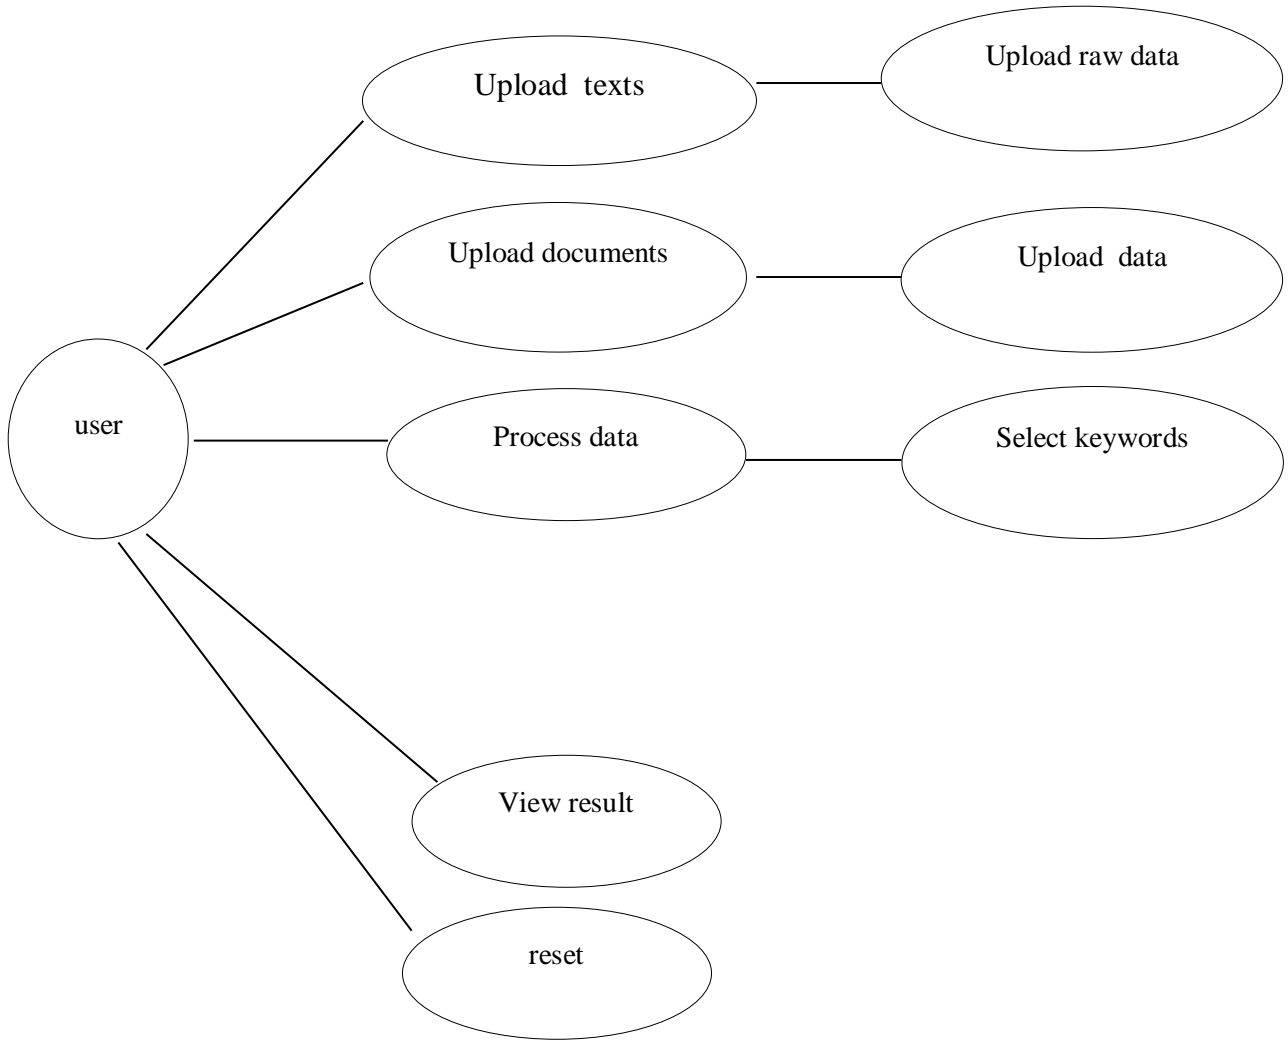 Upload texts
Upload raw data
Upload documents
Upload data
user
Process data
Select keywords
View result
reset